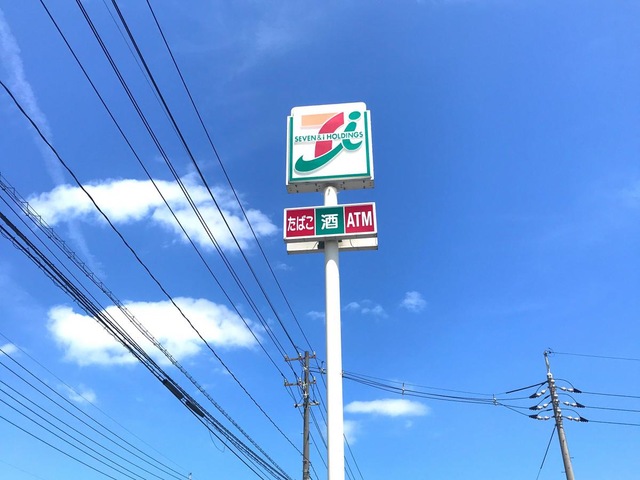 SEVEN & i HOLDINGS
たばこ 酒 ATM